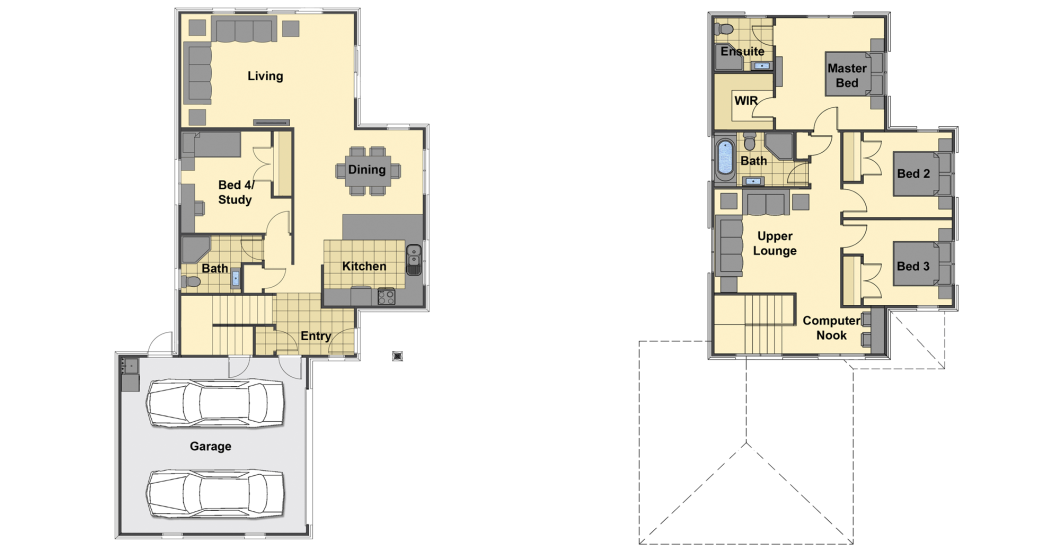 Living
Dining
Bed 4/
Study
Bath
Kitchen
Entry
Garage
Ensuite
Master
Bed
WIR
Bath
Bed 2
Upper
Lounge
Bed 3
Computer
Nook